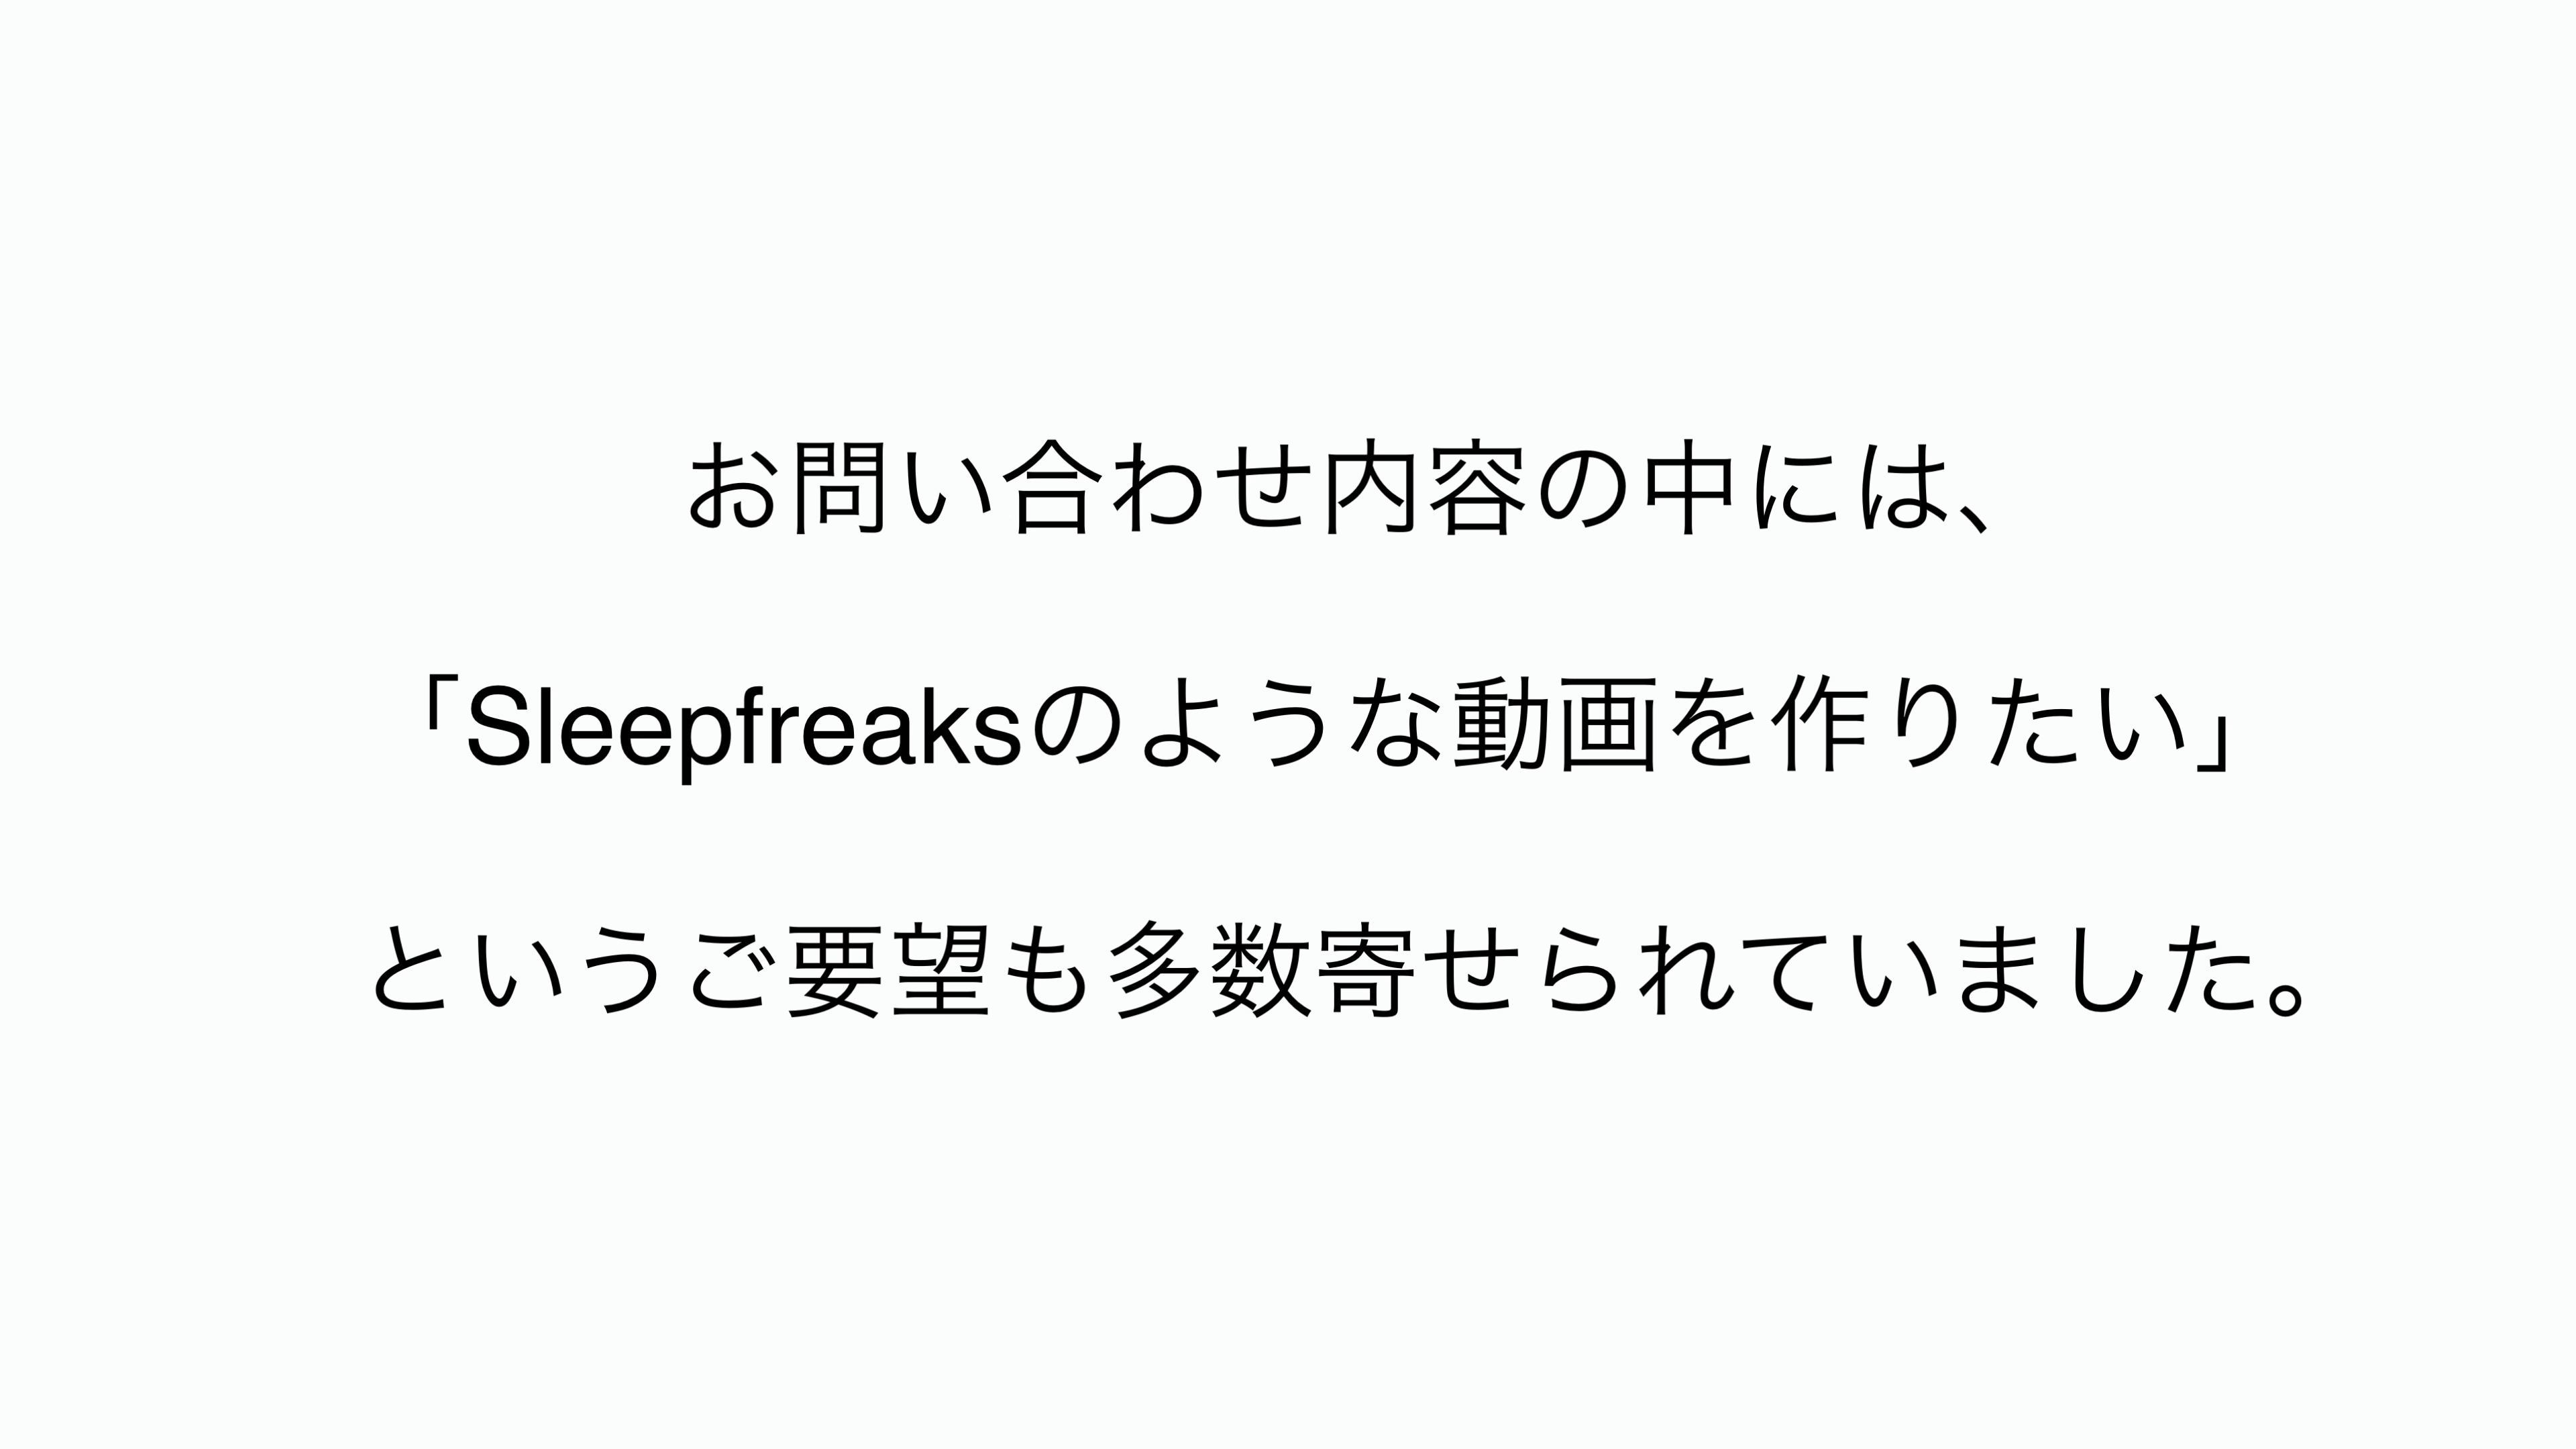 お問い合わせ内容の中には、
「Sleepfreaksのような動画を作りたい」
というご要望も多数寄せられていました。